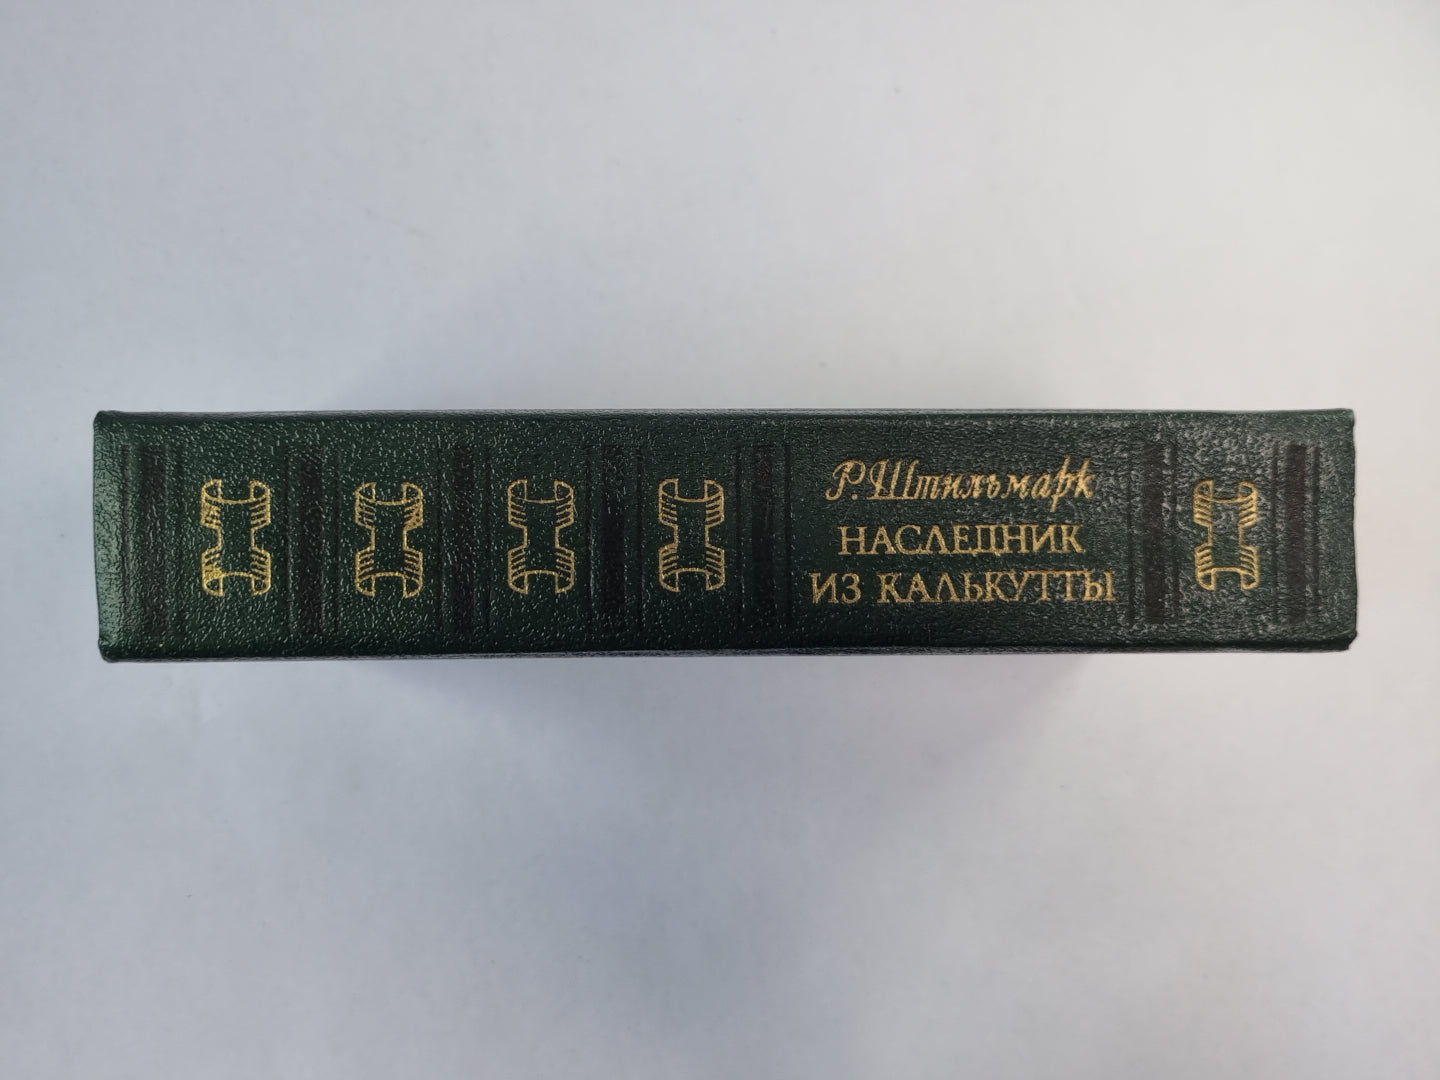 Р. Штильмарк
НАСЛЕДНИК
ИЗ КАЛЬКУТТЫ